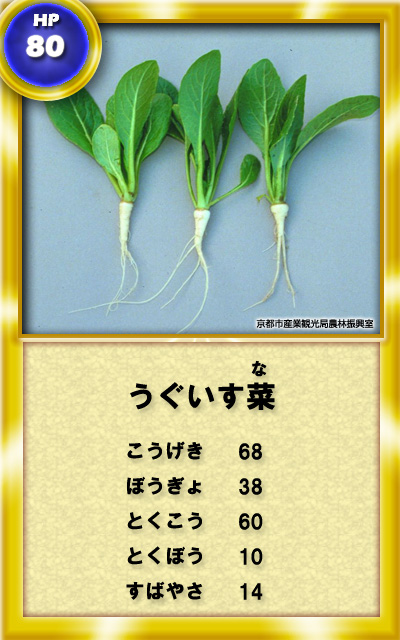 HP
80
京都市産業観光局農林振興室
な
うぐいす菜
こうげき 68
ぼうぎょ 38
とくこう 60
とくぼう 10
すばやさ 14